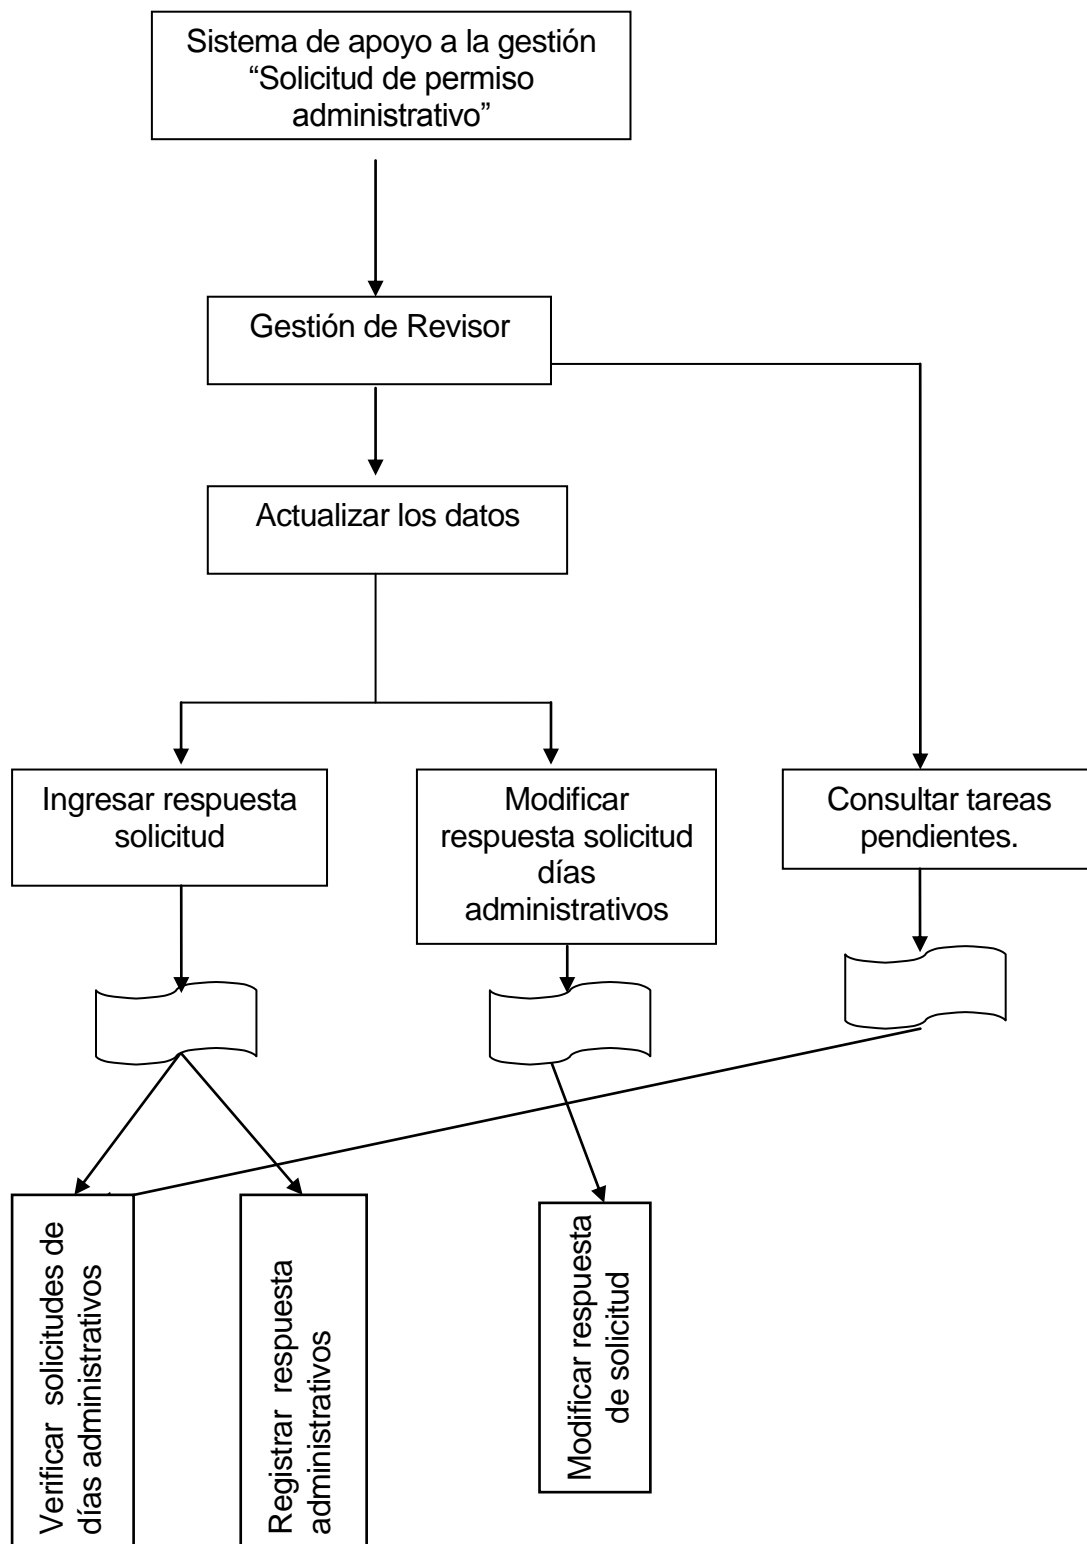 Sistema de apoyo a la gestión
“Solicitud de permiso
administrativo”
Gestión de Revisor
Actualizar los datos
Ingresar respuesta
solicitud
Modificar
respuesta solicitud
días
administrativos
Consultar tareas
pendientes.
Verificar solicitudes de
días administrativos
Registrar respuesta
administrativos
Modificar respuesta
de solicitud